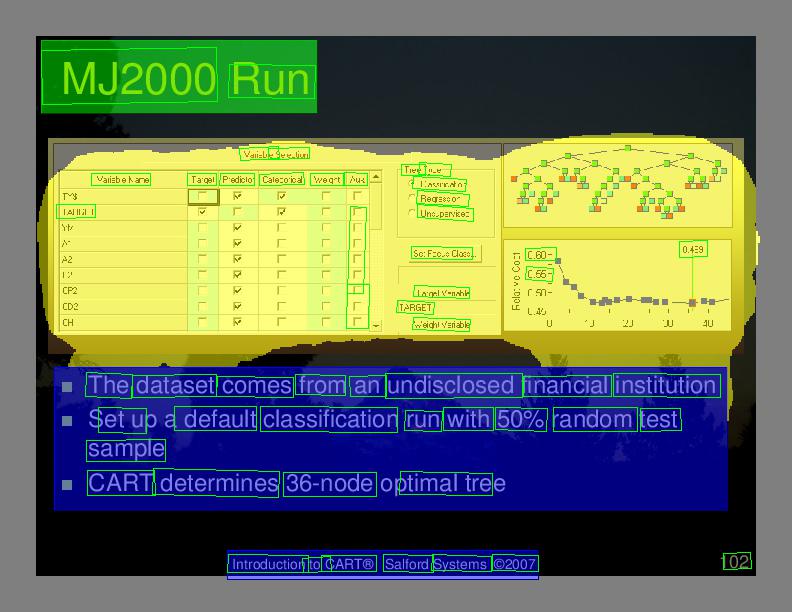 MJ2000 Run
Variable Selection
Variable Name Target Predicto Categorical Weight Aux.
TARGET
YM
A1
A2
CP2
CD2
CH
Tree Type
Classification
Regression
Unsupervised
Set Focus Class...
Target Variable
TARGET
Weight Variable
0.489
Relative Cost
0.60
0.55
0.50
0.45
0 10 20 30 40
The dataset comes from an undisclosed financial institution
Set up a default classification run with 50% random test
sample
CART determines 36-node optimal tree
Introduction to CART® Salford Systems ©2007
102